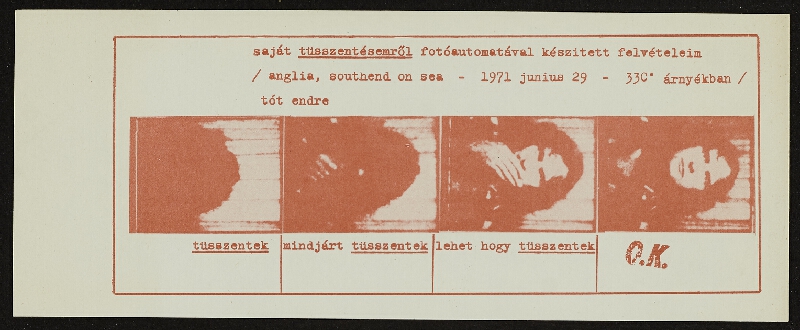 saját tüsszentésemről fotóautomatával készitett felvételeim
/ anglia, southend on sea - 1971 junius 29 - 33C° árnyékban /
tót endre
tüsszentek mindjárt tüsszentek lehet hogy tüsszentek O.K.